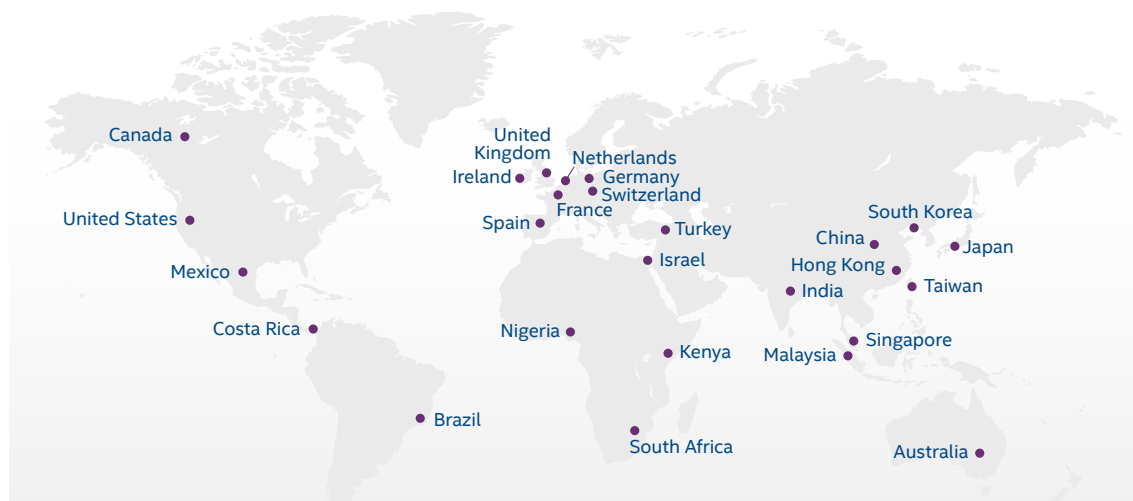 Canada
United States
Mexico
Costa Rica
Brazil
United
Kingdom
Ireland
Netherlands
Germany
Switzerland
France
Spain
Turkey
Israel
Nigeria
Kenya
South Africa
South Korea
China
Japan
Hong Kong
India
Taiwan
Singapore
Malaysia
Australia